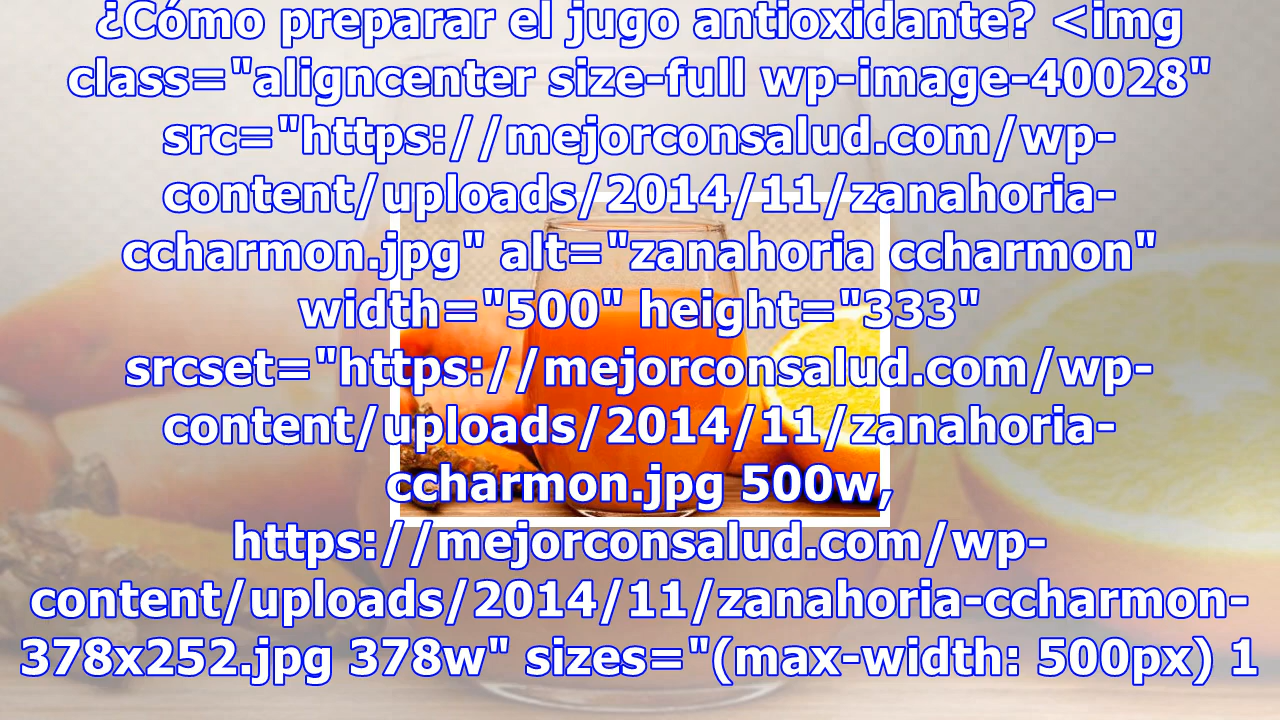 ¿Cómo preparar el jugo antioxidante? <img
class="aligncenter size-full wp-image-40028"
src="https://mejorconsalud.com/wp-
content/uploads/2014/11/zanahoria-
ccharmon.jpg" alt="zanahoria ccharmon"
width="500" height="333"
srcset="https://mejorconsalud.com/wp-
content/uploads/2014/11/zanahoria-
ccharmon.jpg 500w,
https://mejorconsalud.com/wp-
content/uploads/2014/11/zanahoria-ccharmon-
378x252.jpg 378w" sizes="(max-width: 500px) 1